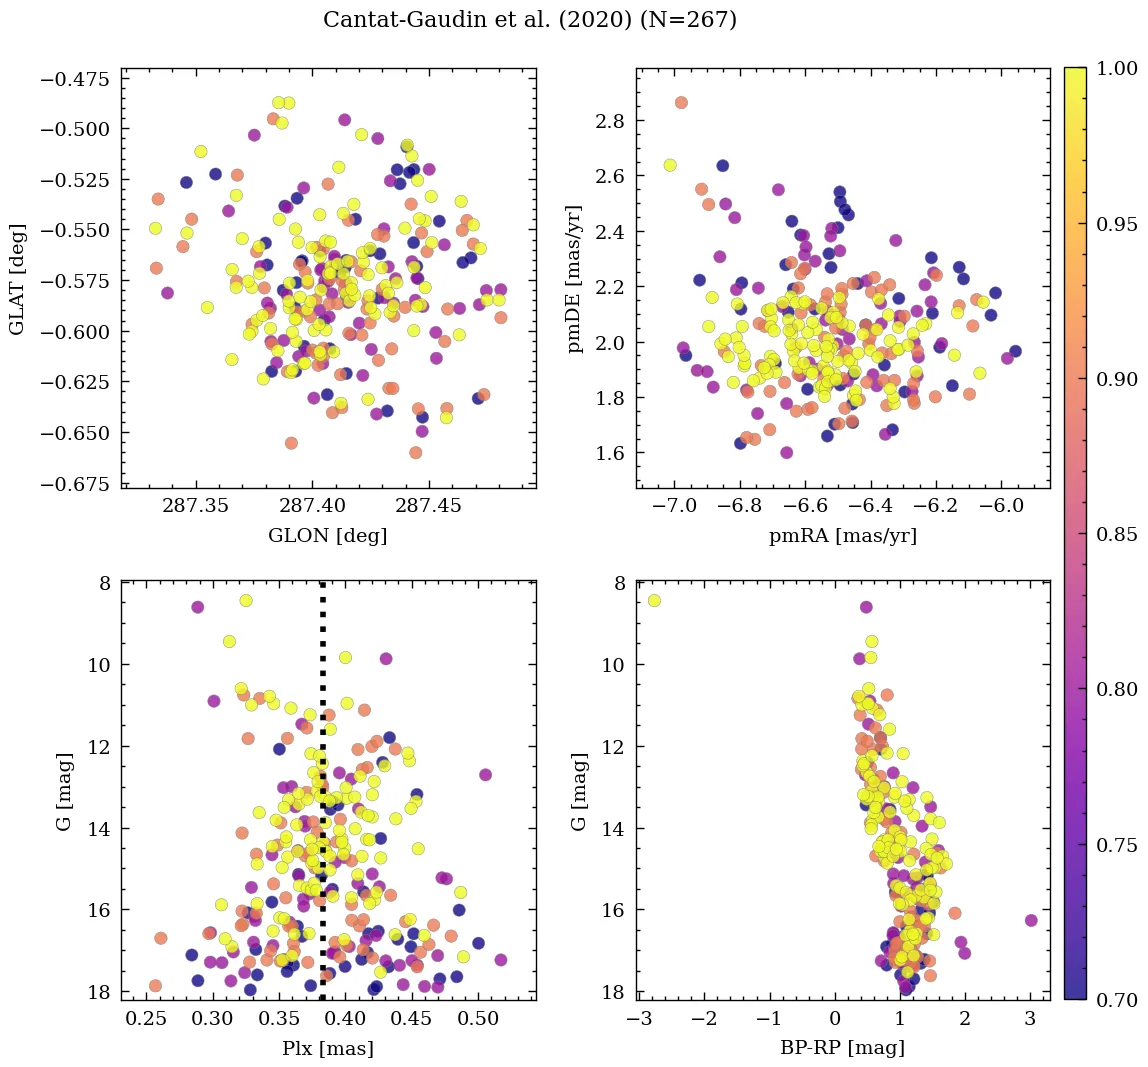 Cantat-Gaudin et al. (2020) (N=267)
−0.475
−0.500
−0.525
−0.550
−0.575
−0.600
−0.625
−0.650
−0.675
GLAT [deg]
287.35 287.40 287.45
GLON [deg]
2.8
2.6
2.4
2.2
2.0
1.8
1.6
pmDE [mas/yr]
−7.0 −6.8 −6.6 −6.4 −6.2 −6.0
pmRA [mas/yr]
8
10
12
14
16
18
G [mag]
0.25 0.30 0.35 0.40 0.45 0.50
Plx [mas]
8
10
12
14
16
18
G [mag]
−3 −2 −1 0 1 2 3
BP-RP [mag]
1.00
0.95
0.90
0.85
0.80
0.75
0.70